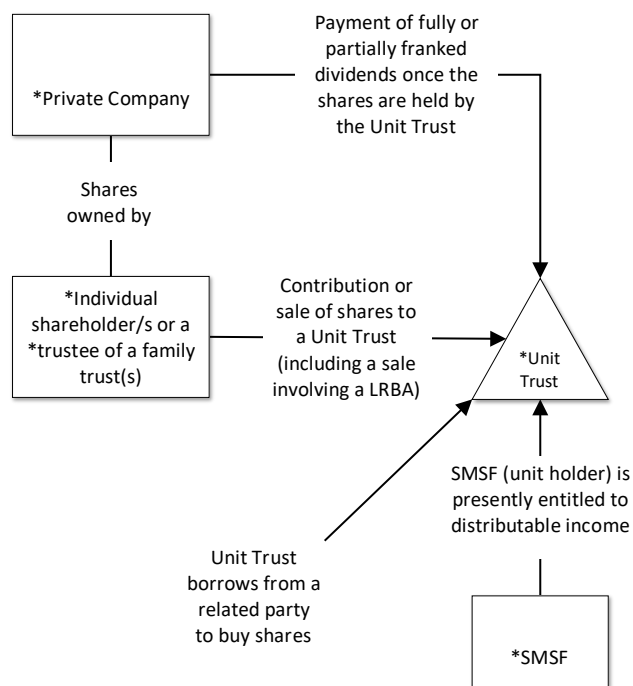 Payment of fully or
partially franked
dividends once the
shares are held by
the Unit Trust
*Private Company
Shares
owned by
*Individual
shareholder/s or a
*trustee of a family
trust(s)
Contribution or
sale of shares to
a Unit Trust
(including a sale
involving a LRBA)
*Unit
Trust
SMSF (unit holder) is
presently entitled to
distributable income
Unit Trust
borrows from a
related party
to buy shares
*SMSF